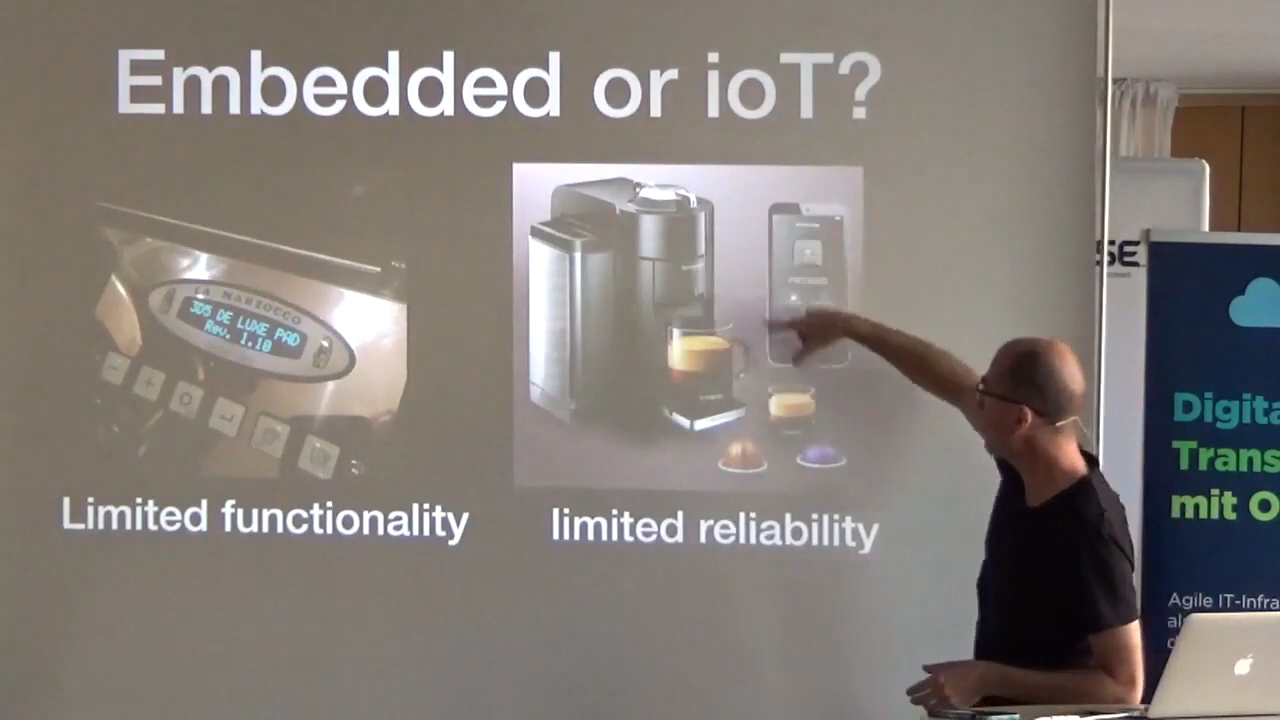 Embedded or ioT?
LA MARZOCCO
3D5 DE LUXE PAD
Rev. 1.10
Limited functionality
limited reliability
SE
Digita
Trans
mit O
Agile IT-Infra